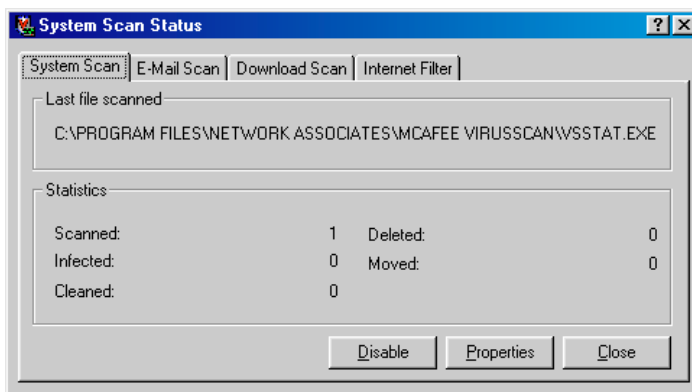 System Scan Status
System Scan E-Mail Scan Download Scan Internet Filter
Last file scanned
C:\PROGRAM FILES\NETWORK ASSOCIATES\MCAFEE VIRUSSCAN\VSSTAT.EXE
Statistics
Scanned: 1 Deleted: 0
Infected: 0 Moved: 0
Cleaned: 0
Disable Properties Close